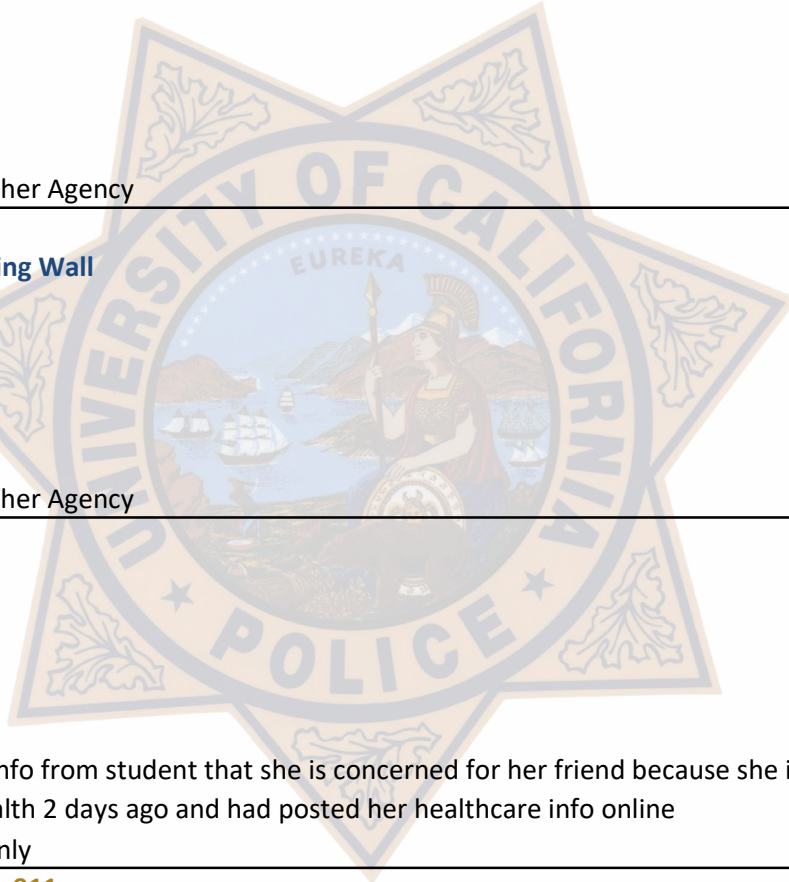 her Agency
ing Wall
her Agency
UNIVERSITY OF CALIFORNIA
EUREKA
POLICE
nfo from student that she is concerned for her friend because she i
alth 2 days ago and had posted her healthcare info online
nly
911